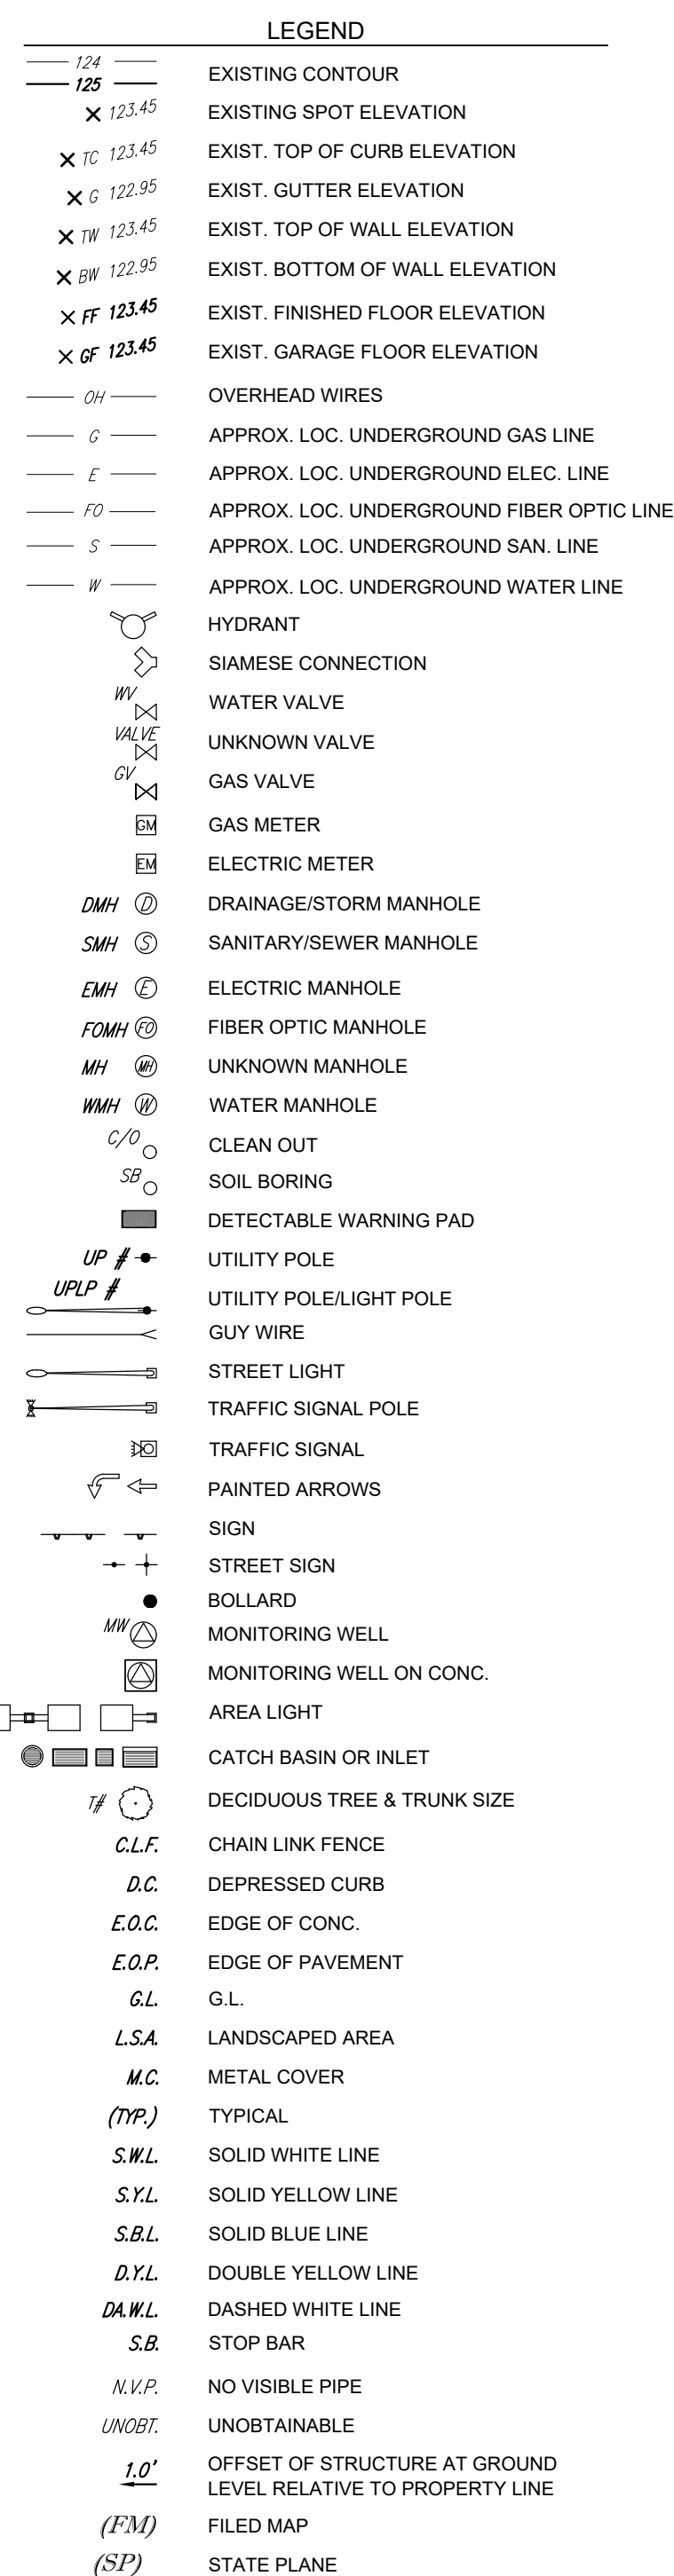 LEGEND
124
125 EXISTING CONTOUR
123.45 EXISTING SPOT ELEVATION
TC 123.45 EXIST. TOP OF CURB ELEVATION
G 122.95 EXIST. GUTTER ELEVATION
TW 123.45 EXIST. TOP OF WALL ELEVATION
BW 122.95 EXIST. BOTTOM OF WALL ELEVATION
FF 123.45 EXIST. FINISHED FLOOR ELEVATION
GF 123.45 EXIST. GARAGE FLOOR ELEVATION
OH OVERHEAD WIRES
G APPROX. LOC. UNDERGROUND GAS LINE
E APPROX. LOC. UNDERGROUND ELEC. LINE
FO APPROX. LOC. UNDERGROUND FIBER OPTIC LINE
S APPROX. LOC. UNDERGROUND SAN. LINE
W APPROX. LOC. UNDERGROUND WATER LINE
HYDRANT
SIAMESE CONNECTION
WV WATER VALVE
VALVE UNKNOWN VALVE
GV GAS VALVE
GM GAS METER
EM ELECTRIC METER
DMH D DRAINAGE/STORM MANHOLE
SMH S SANITARY/SEWER MANHOLE
EMH E ELECTRIC MANHOLE
FOMH FO FIBER OPTIC MANHOLE
MH MH UNKNOWN MANHOLE
WMH W WATER MANHOLE
C/O CLEAN OUT
SB SOIL BORING
DETECTABLE WARNING PAD
UP # UTILITY POLE
UPLP # UTILITY POLE/LIGHT POLE
GUY WIRE
STREET LIGHT
TRAFFIC SIGNAL POLE
TRAFFIC SIGNAL
PAINTED ARROWS
SIGN
STREET SIGN
BOLLARD
MW MONITORING WELL
MONITORING WELL ON CONC.
AREA LIGHT
CATCH BASIN OR INLET
T# DECIDUOUS TREE & TRUNK SIZE
C.L.F. CHAIN LINK FENCE
D.C. DEPRESSED CURB
E.O.C. EDGE OF CONC.
E.O.P. EDGE OF PAVEMENT
G.L. G.L.
L.S.A. LANDSCAPED AREA
M.C. METAL COVER
(TYP.) TYPICAL
S.W.L. SOLID WHITE LINE
S.Y.L. SOLID YELLOW LINE
S.B.L. SOLID BLUE LINE
D.Y.L. DOUBLE YELLOW LINE
DA.W.L. DASHED WHITE LINE
S.B. STOP BAR
N.V.P. NO VISIBLE PIPE
UNOBT. UNOBTAINABLE
1.0' OFFSET OF STRUCTURE AT GROUND
LEVEL RELATIVE TO PROPERTY LINE
(FM) FILED MAP
(SP) STATE PLANE